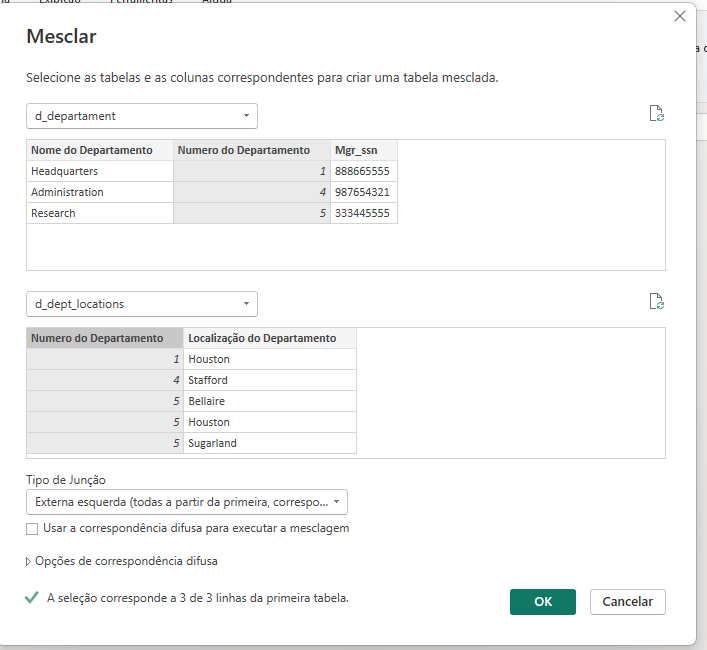 Exibição Ferramentas Ajuda
Mesclar
Selecione as tabelas e as colunas correspondentes para criar uma tabela mesclada.
d_departament
Nome do Departamento Numero do Departamento Mgr_ssn
Headquarters 1 888665555
Administration 4 987654321
Research 5 333445555
d_dept_locations
Numero do Departamento Localização do Departamento
1 Houston
4 Stafford
5 Bellaire
5 Houston
5 Sugarland
Tipo de Junção
Externa esquerda (todas a partir da primeira, correspo...
Usar a correspondência difusa para executar a mesclagem
Opções de correspondência difusa
A seleção corresponde a 3 de 3 linhas da primeira tabela.
OK Cancelar